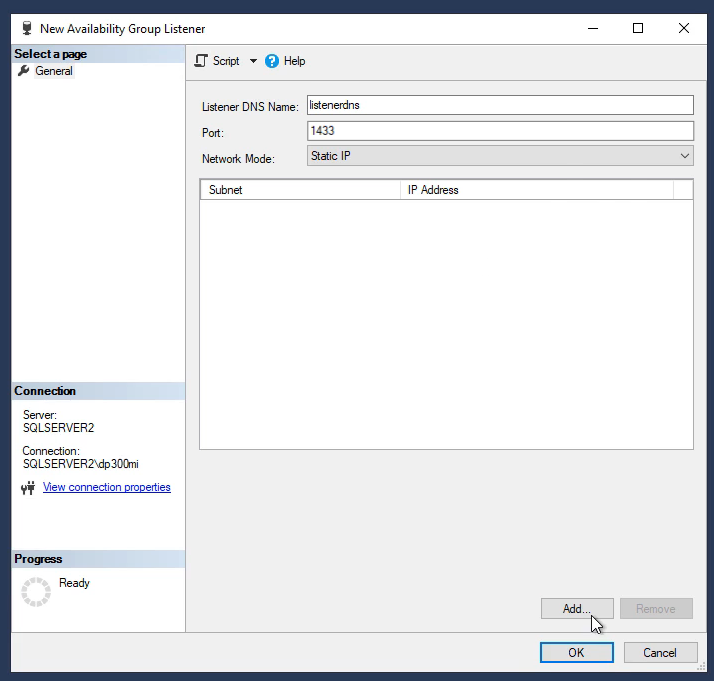 New Availability Group Listener
Select a page
General
Script
Help
Listener DNS Name: listenerdns
Port: 1433
Network Mode: Static IP
Subnet IP Address
Connection
Server:
SQLSERVER2
Connection:
SQLSERVER2\dp300mi
View connection properties
Progress
Ready
Add...
Remove
OK
Cancel